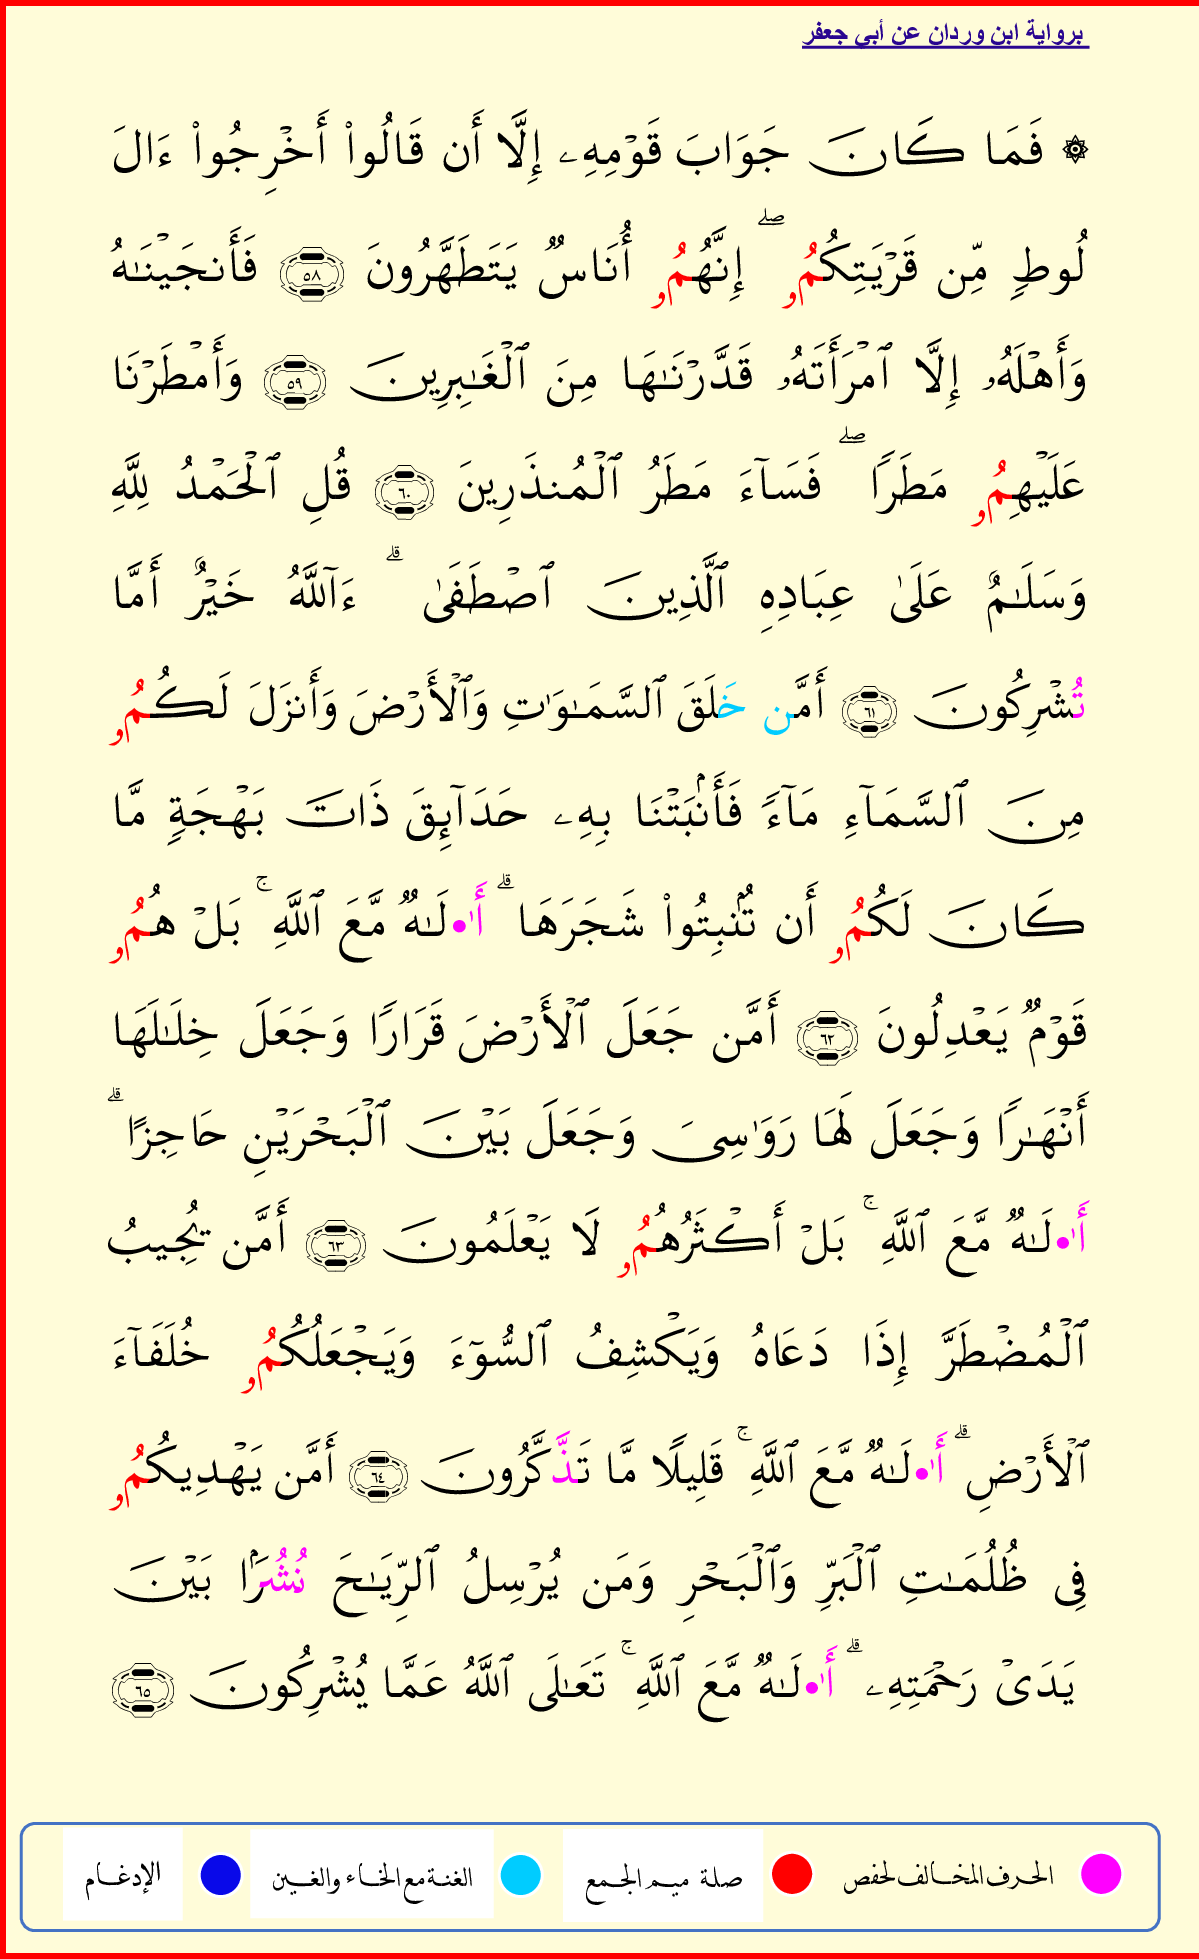 برواية ابن وردان عن أبي جعفر
۞ فَمَا كَانَ جَوَابَ قَوْمِهِۦ إِلَّا أَن قَالُوا۟ أَخْرِجُوا۟ ءَالَ
لُوطٍ مِّن قَرْيَتِكُمُۥ ۖ إِنَّهُمُۥ أُنَاسٌ يَتَطَهَّرُونَ ٥٨ فَأَنجَيْنَٰهُ
وَأَهْلَهُۥ إِلَّا ٱمْرَأَتَهُۥ قَدَّرْنَٰهَا مِنَ ٱلْغَٰبِرِينَ ٥٩ وَأَمْطَرْنَا
عَلَيْهِمُۥ مَطَرًا ۖ فَسَآءَ مَطَرُ ٱلْمُنذَرِينَ ٦٠ قُلِ ٱلْحَمْدُ لِلَّهِ
وَسَلَٰمٌ عَلَىٰ عِبَادِهِ ٱلَّذِينَ ٱصْطَفَىٰ ۗ ءَآللَّهُ خَيْرٌ أَمَّا
تُشْرِكُونَ ٦١ أَمَّن خَلَقَ ٱلسَّمَٰوَٰتِ وَٱلْأَرْضَ وَأَنزَلَ لَكُمُۥ
مِنَ ٱلسَّمَآءِ مَآءً فَأَنۢبَتْنَا بِهِۦ حَدَآئِقَ ذَاتَ بَهْجَةٍ مَّا
كَانَ لَكُمُۥ أَن تُنۢبِتُوا۟ شَجَرَهَا ۗ أَٰ۬لَٰهٌ مَّعَ ٱللَّهِ ۚ بَلْ هُمُۥ
قَوْمٌ يَعْدِلُونَ ٦٢ أَمَّن جَعَلَ ٱلْأَرْضَ قَرَارًا وَجَعَلَ خِلَٰلَهَا
أَنْهَٰرًا وَجَعَلَ لَهَا رَوَٰسِىَ وَجَعَلَ بَيْنَ ٱلْبَحْرَيْنِ حَاجِزًا ۗ
أَٰ۬لَٰهٌ مَّعَ ٱللَّهِ ۚ بَلْ أَكْثَرُهُمُۥ لَا يَعْلَمُونَ ٦٣ أَمَّن يُجِيبُ
ٱلْمُضْطَرَّ إِذَا دَعَاهُ وَيَكْشِفُ ٱلسُّوٓءَ وَيَجْعَلُكُمُۥ خُلَفَآءَ
ٱلْأَرْضِ ۗ أَٰ۬لَٰهٌ مَّعَ ٱللَّهِ ۚ قَلِيلًا مَّا تَذَّكَّرُونَ ٦٤ أَمَّن يَهْدِيكُمُۥ
فِى ظُلُمَٰتِ ٱلْبَرِّ وَٱلْبَحْرِ وَمَن يُرْسِلُ ٱلرِّيَٰحَ نُشُرًۢا بَيْنَ
يَدَىْ رَحْمَتِهِۦ ۗ أَٰ۬لَٰهٌ مَّعَ ٱللَّهِ ۚ تَعَٰلَى ٱللَّهُ عَمَّا يُشْرِكُونَ ٦٥
الحرف المخالف لحفص صلة ميم الجمع الغنة مع الخاء والغين الإدغام